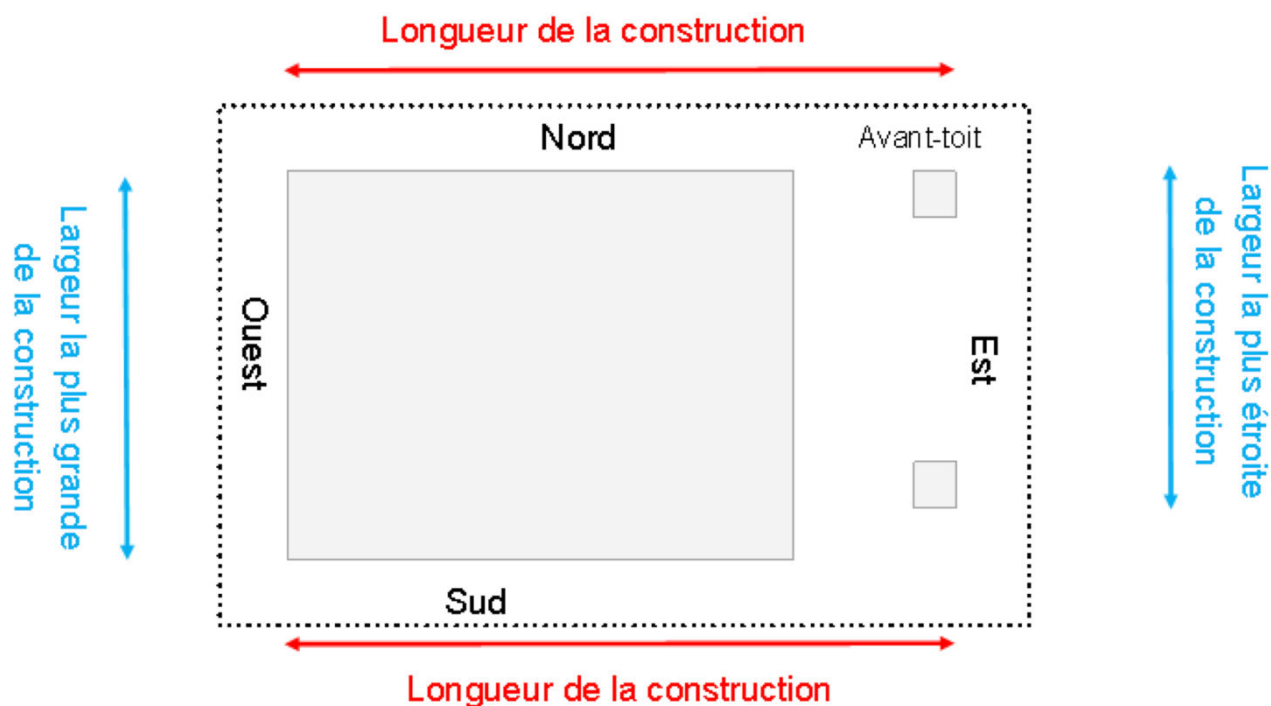 Longueur de la construction
Nord
Avant-toit
Largeur la plus grande
de la construction
Ouest
Est
Largeur la plus étroite
de la construction
Sud
Longueur de la construction